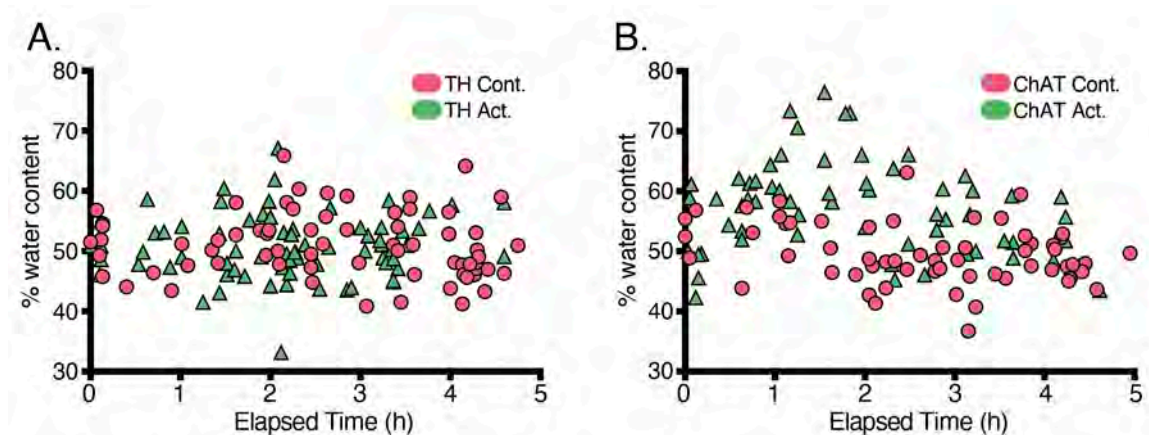 A.
80
70
60
50
40
30
% water content
0 1 2 3 4 5
Elapsed Time (h)
TH Cont.
TH Act.
B.
80
70
60
50
40
30
% water content
0 1 2 3 4 5
Elapsed Time (h)
ChAT Cont.
ChAT Act.